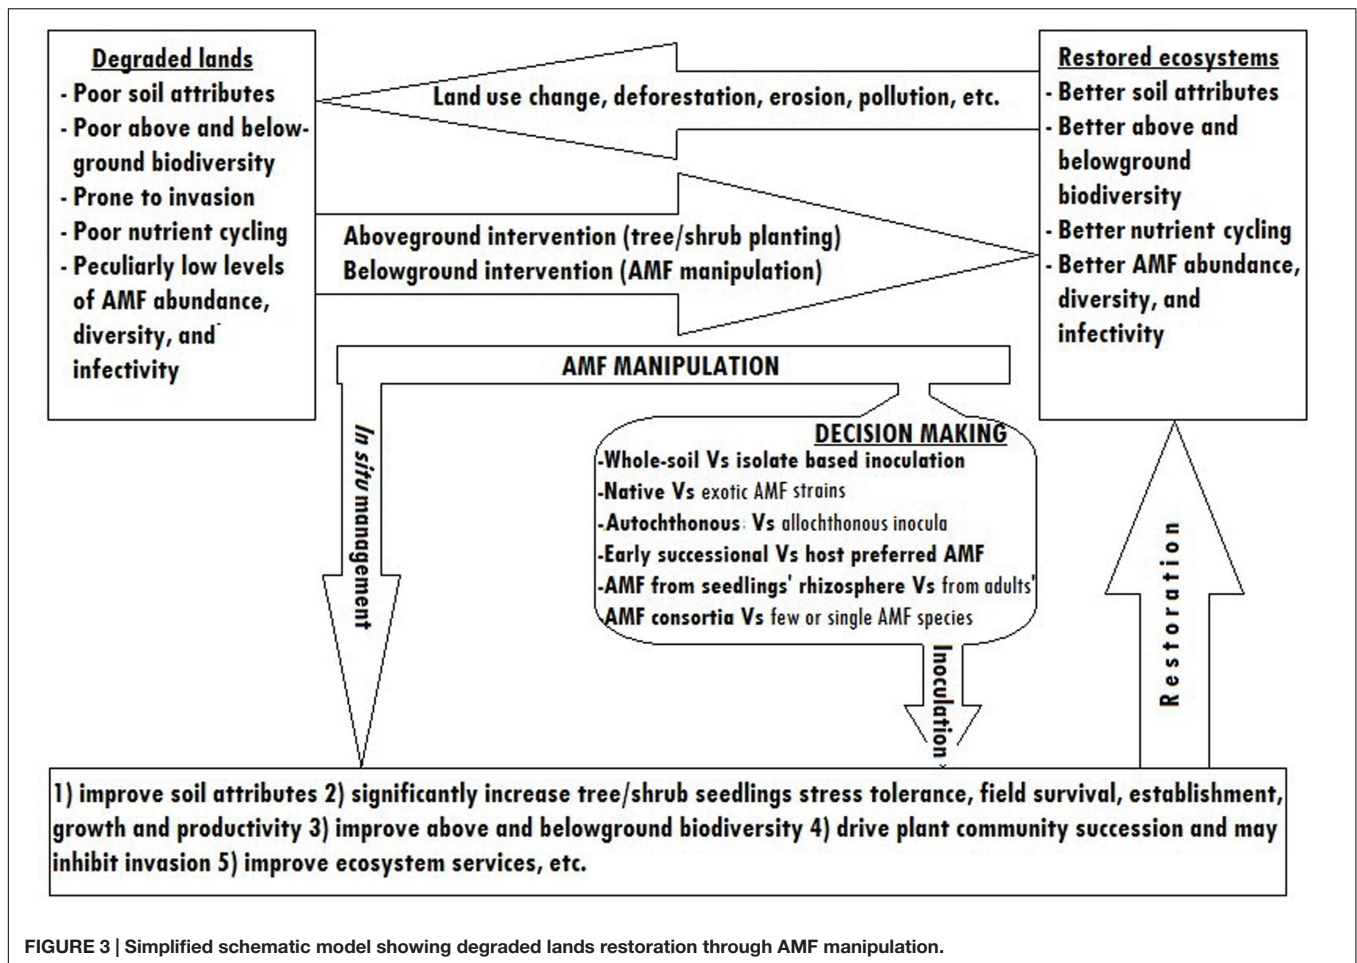 Degraded lands
- Poor soil attributes
- Poor above and below-
ground biodiversity
- Prone to invasion
- Poor nutrient cycling
- Peculiarly low levels
of AMF abundance,
diversity, and
infectivity
Land use change, deforestation, erosion, pollution, etc.
Aboveground intervention (tree/shrub planting)
Belowground intervention (AMF manipulation)
Restored ecosystems
- Better soil attributes
- Better above and
belowground
biodiversity
- Better nutrient cycling
- Better AMF abundance,
diversity, and
infectivity
AMF MANIPULATION
In situ management
DECISION MAKING
-Whole-soil Vs isolate based inoculation
-Native Vs exotic AMF strains
-Autochthonous Vs allochthonous inocula
-Early successional Vs host preferred AMF
-AMF from seedlings' rhizosphere Vs from adults'
-AMF consortia Vs few or single AMF species
Inoculation
Restoration
1) improve soil attributes 2) significantly increase tree/shrub seedlings stress tolerance, field survival, establishment,
growth and productivity 3) improve above and belowground biodiversity 4) drive plant community succession and may
inhibit invasion 5) improve ecosystem services, etc.
FIGURE 3 | Simplified schematic model showing degraded lands restoration through AMF manipulation.